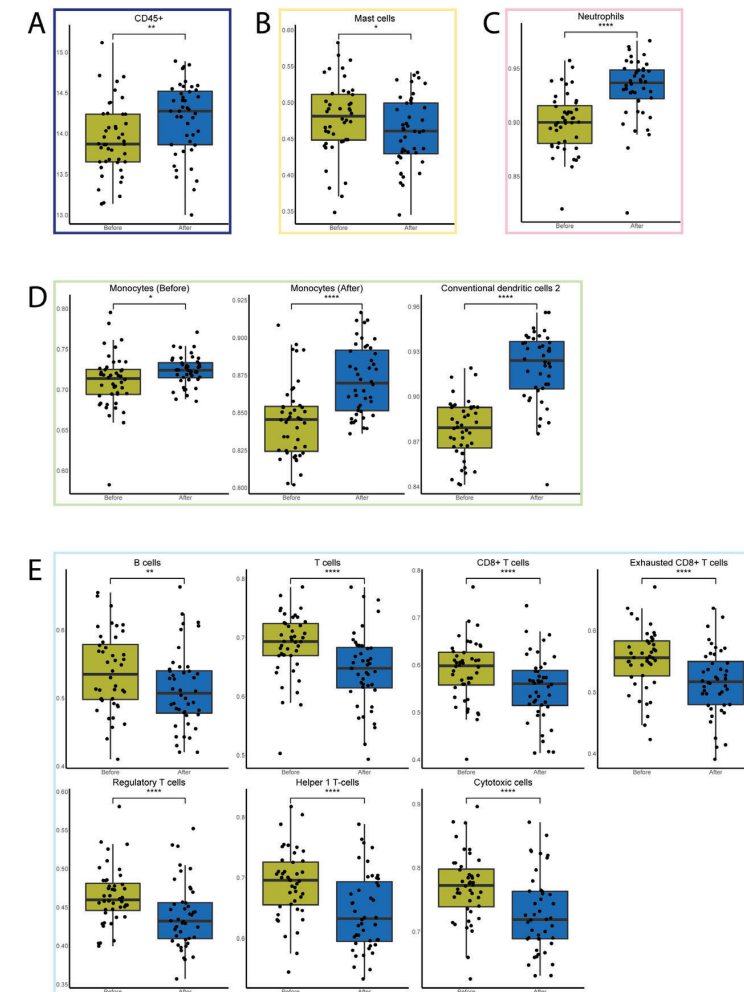 A
CD45+
**
15.0
14.5
14.0
13.5
13.0
Before
After
B
Mast cells
*
0.60
0.50
0.45
0.40
0.35
Before
After
C
Neutrophils
****
0.95
0.80
0.85
Before
After
D
Monocytes (Before)
*
0.80
0.75
0.70
0.65
0.60
Before
After
Monocytes (After)
****
0.925
0.900
0.875
0.850
0.825
0.800
Before
After
Conventional dendritic cells 2
****
0.96
0.93
0.90
0.87
0.84
Before
After
E
B cells
**
0.6
0.5
0.4
Before
After
T cells
****
0.8
0.7
0.6
0.5
Before
After
CD8+ T cells
****
0.8
0.7
0.6
0.5
0.4
Before
After
Exhausted CD8+ T cells
****
0.6
0.5
0.4
Before
After
Regulatory T cells
****
0.60
0.55
0.50
0.45
0.40
0.35
Before
After
Helper 1 T-cells
****
0.8
0.7
0.6
Before
After
Cytotoxic cells
****
0.8
0.7
Before
After